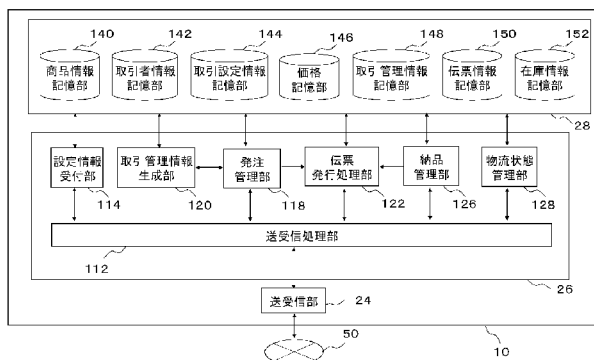 140
142
144
146
148
150
152
商品情報
記憶部
取引者情報
記憶部
取引設定情報
記憶部
価格
記憶部
取引管理情報
記憶部
伝票情報
記憶部
在庫情報
記憶部
28
設定情報
受付部
取引管理情報
生成部
発注
管理部
伝票
発行処理部
納品
管理部
物流状態
管理部
114
120
118
122
126
128
送受信処理部
112
26
送受信部
24
10
50